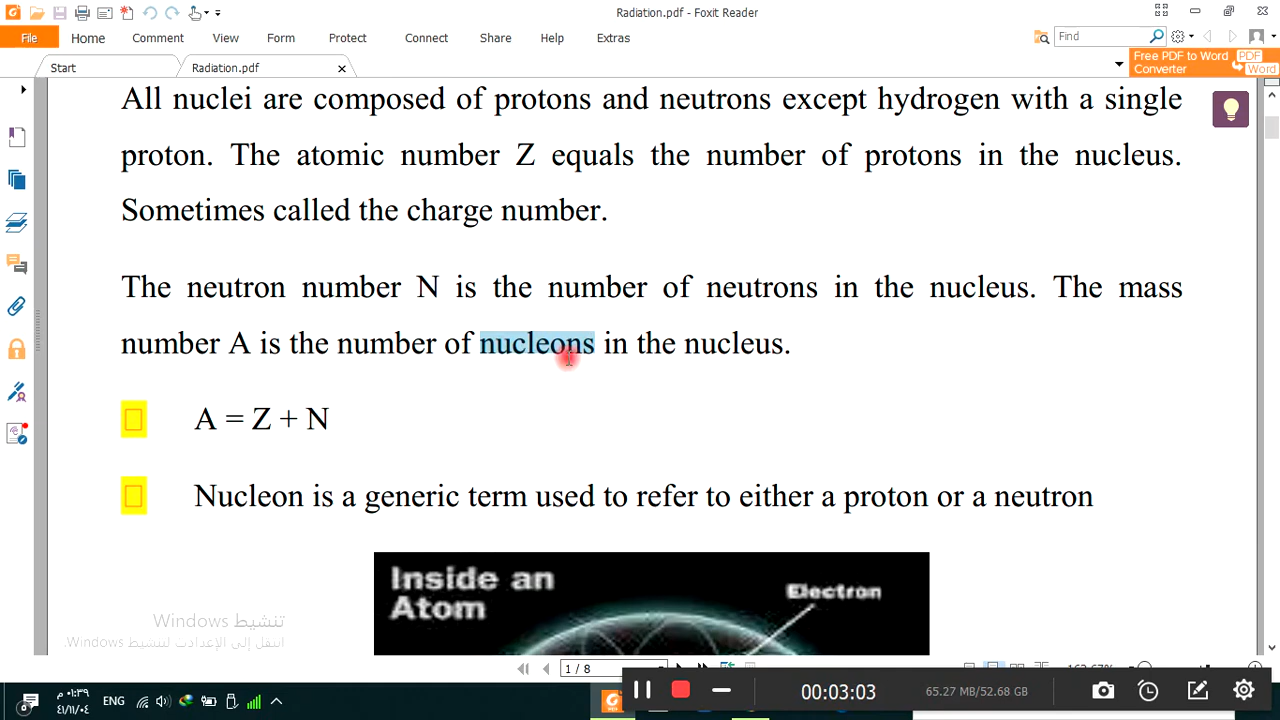 Radiation.pdf - Foxit Reader
File Home Comment View Form Protect Connect Share Help Extras Find
Start Radiation.pdf
Free PDF to Word Converter PDF Word
All nuclei are composed of protons and neutrons except hydrogen with a single
proton. The atomic number Z equals the number of protons in the nucleus.
Sometimes called the charge number.
The neutron number N is the number of neutrons in the nucleus. The mass
number A is the number of nucleons in the nucleus.
A = Z + N
Nucleon is a generic term used to refer to either a proton or a neutron
Inside an
Atom
Electron
تنشيط Windows
انتقل إلى الإعدادات لتنشيط Windows.
1 / 8
00:03:03
65.27 MB/52.68 GB
ENG